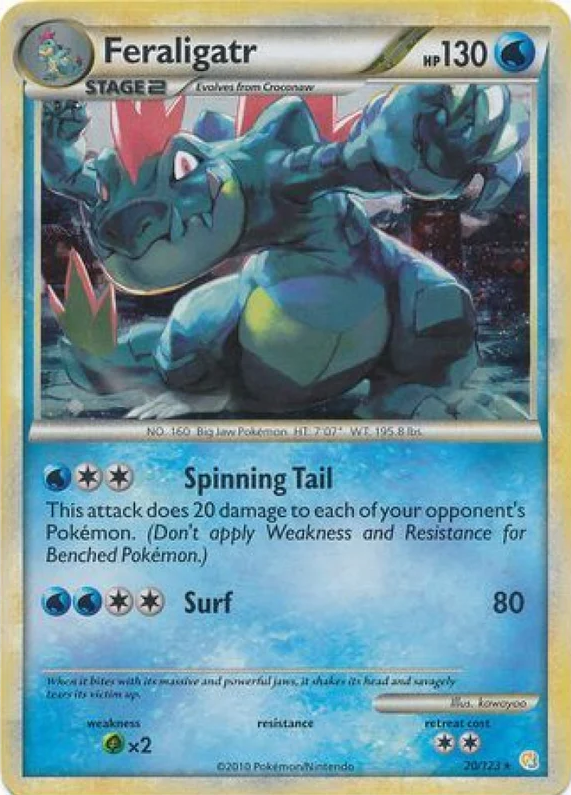 Feraligatr HP130
STAGE 2 Evolves from Croconaw
NO. 160 Big Jaw Pokémon HT: 7'07" WT: 195.8 lbs.
Spinning Tail
This attack does 20 damage to each of your opponent's
Pokémon. (Don't apply Weakness and Resistance for
Benched Pokémon.)
Surf 80
When it bites with its massive and powerful jaws, it shakes its head and savagely
tears its victim up.
Illus. kawayoo
weakness resistance retreat cost
×2
©2010 Pokémon/Nintendo 20/123 ★